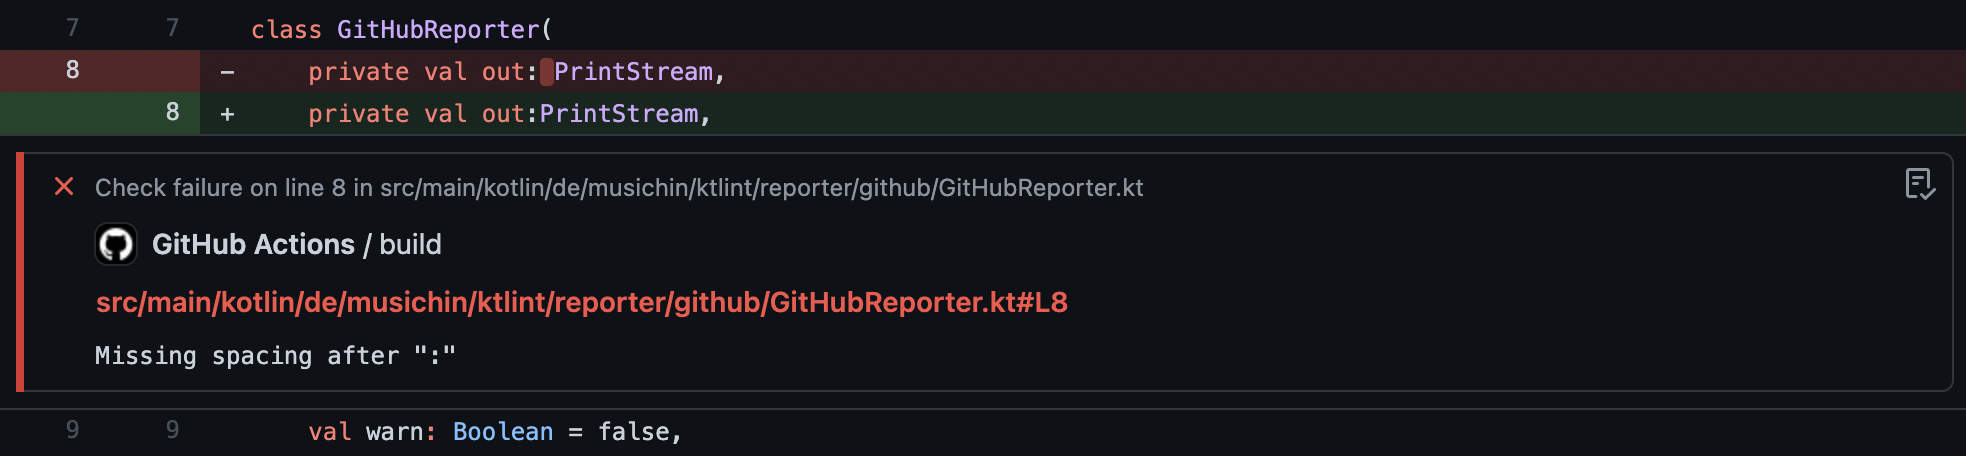 7 7 class GitHubReporter(
8 - private val out: PrintStream,
8 + private val out:PrintStream,
Check failure on line 8 in src/main/kotlin/de/musichin/ktlint/reporter/github/GitHubReporter.kt
GitHub Actions / build
src/main/kotlin/de/musichin/ktlint/reporter/github/GitHubReporter.kt#L8
Missing spacing after ":"
9 9 val warn: Boolean = false,